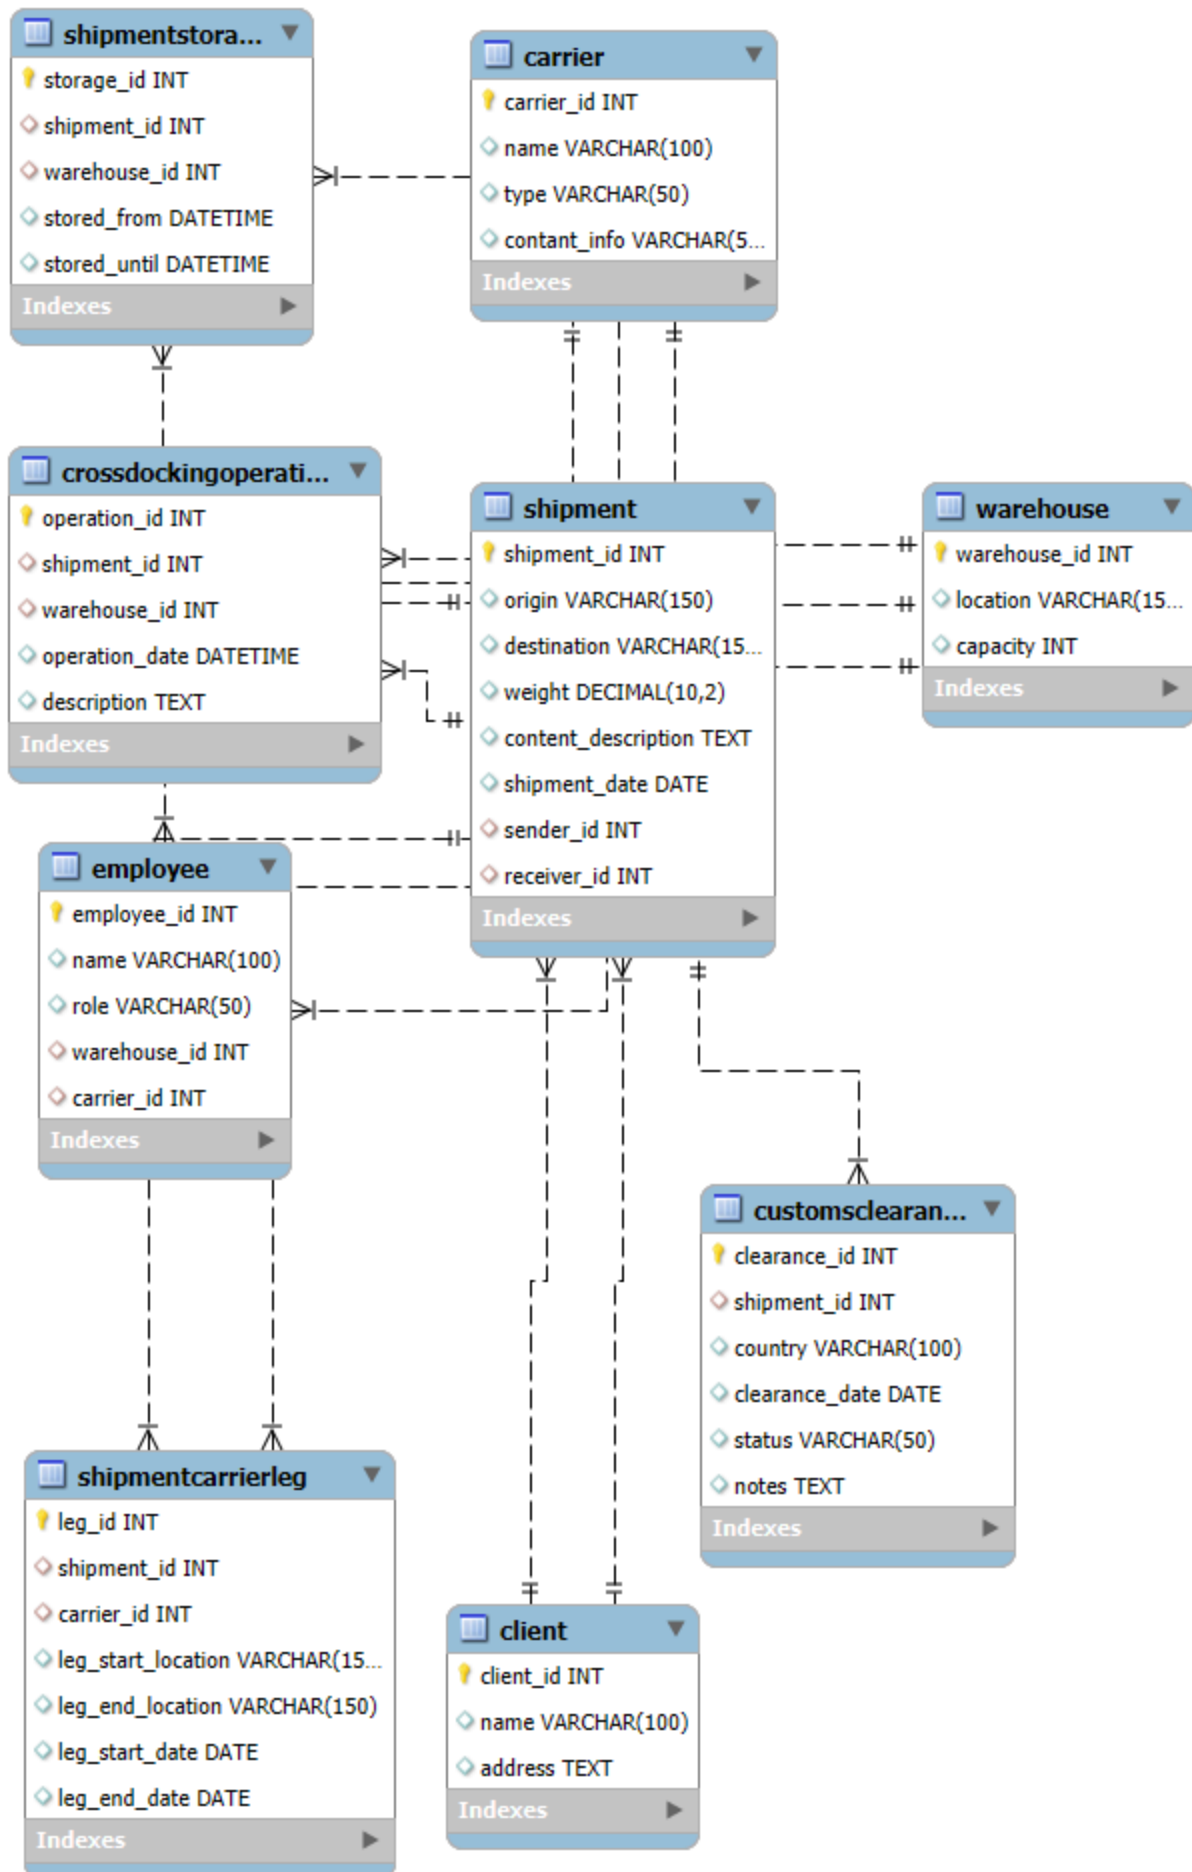 shipmentstora...
storage_id INT
shipment_id INT
warehouse_id INT
stored_from DATETIME
stored_until DATETIME
Indexes
carrier
carrier_id INT
name VARCHAR(100)
type VARCHAR(50)
contant_info VARCHAR(5...
Indexes
crossdockingoperati...
operation_id INT
shipment_id INT
warehouse_id INT
operation_date DATETIME
description TEXT
Indexes
shipment
shipment_id INT
origin VARCHAR(150)
destination VARCHAR(15...
weight DECIMAL(10,2)
content_description TEXT
shipment_date DATE
sender_id INT
receiver_id INT
Indexes
warehouse
warehouse_id INT
location VARCHAR(15...
capacity INT
Indexes
employee
employee_id INT
name VARCHAR(100)
role VARCHAR(50)
warehouse_id INT
carrier_id INT
Indexes
customsclearan...
clearance_id INT
shipment_id INT
country VARCHAR(100)
clearance_date DATE
status VARCHAR(50)
notes TEXT
Indexes
shipmentcarrierleg
leg_id INT
shipment_id INT
carrier_id INT
leg_start_location VARCHAR(15...
leg_end_location VARCHAR(150)
leg_start_date DATE
leg_end_date DATE
Indexes
client
client_id INT
name VARCHAR(100)
address TEXT
Indexes